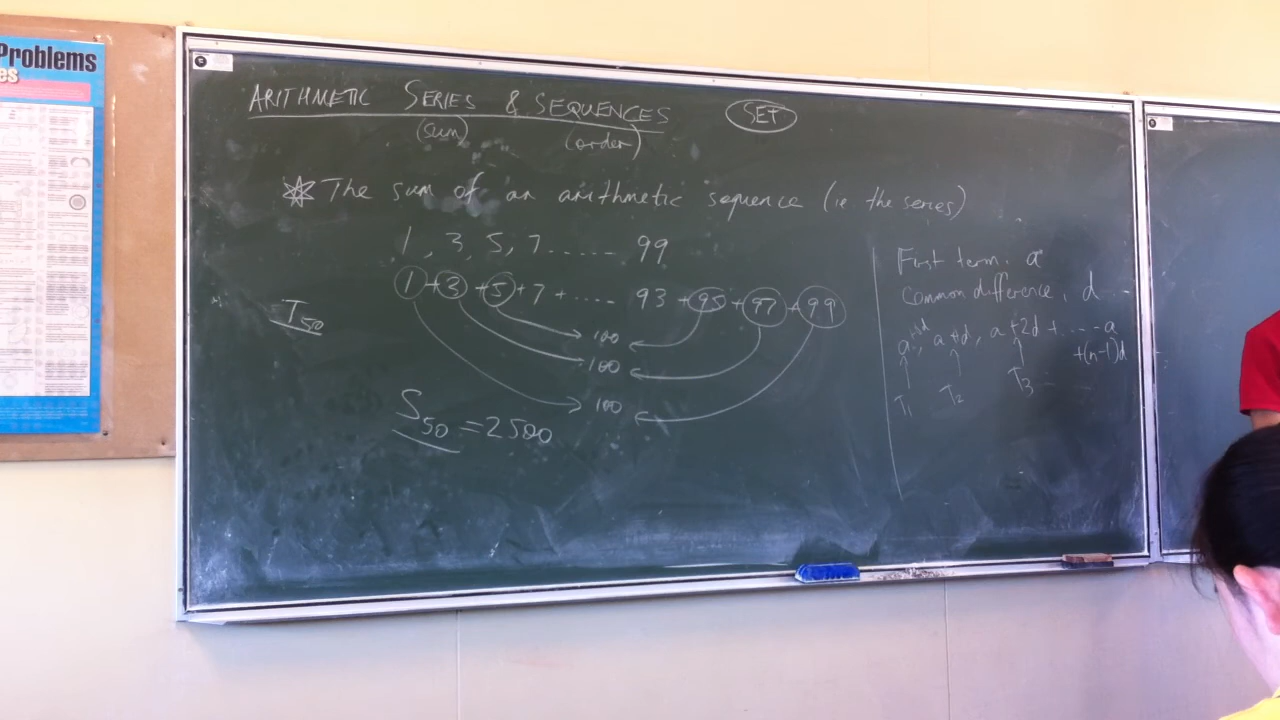 Problems
es
ARITHMETIC SERIES & SEQUENCES SET
(sum) (order)
The sum of an arithmetic sequence (ie the series)
1, 3, 5, 7 ...... 99
1 + 3 + 5 + 7 + .... 93 + 95 + 97 + 99
T50
100
100
100
S50 = 2500
First term. a
Common difference, d
a+d, a+d, a+2d + .... a
+(n-1)d
T1 T2 T3